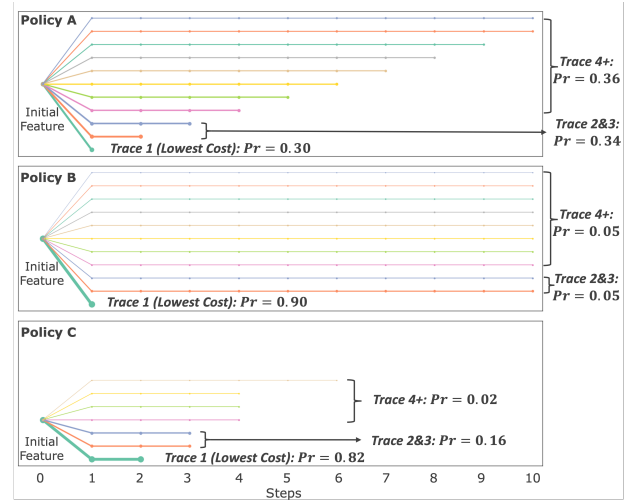 Policy A
Trace 4+:
Pr = 0.36
Initial
Feature
Trace 2&3:
Pr = 0.34
Trace 1 (Lowest Cost): Pr = 0.30
Policy B
Trace 4+:
Pr = 0.05
Initial
Feature
Trace 2&3:
Pr = 0.05
Trace 1 (Lowest Cost): Pr = 0.90
Policy C
Trace 4+: Pr = 0.02
Initial
Feature
Trace 2&3: Pr = 0.16
Trace 1 (Lowest Cost): Pr = 0.82
0 1 2 3 4 5 6 7 8 9 10
Steps